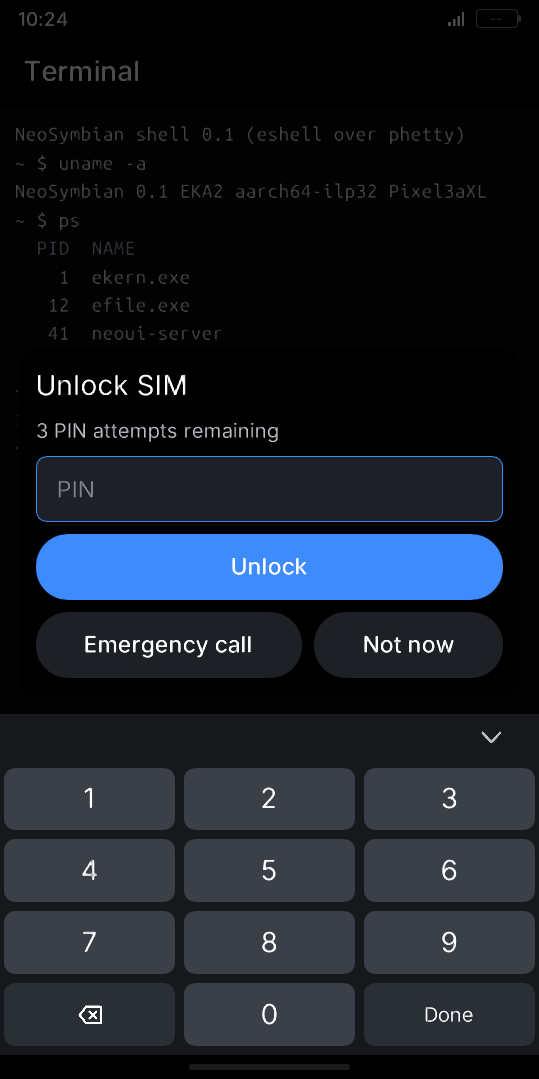 10:24
--
Terminal
NeoSymbian shell 0.1 (eshell over phetty)
~ $ uname -a
NeoSymbian 0.1 EKA2 aarch64-ilp32 Pixel3aXL
~ $ ps
PID NAME
1 ekern.exe
12 efile.exe
41 neoui-server
Unlock SIM
3 PIN attempts remaining
PIN
Unlock
Emergency call Not now
1 2 3
4 5 6
7 8 9
0 Done